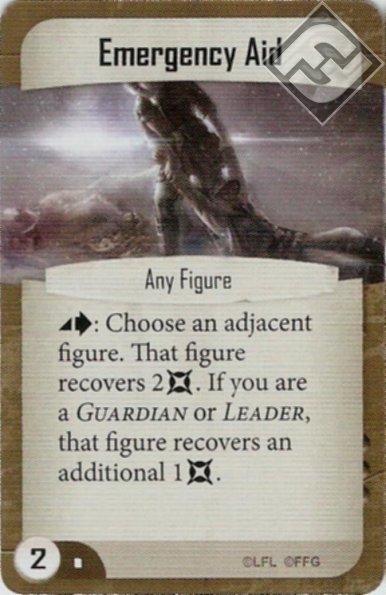 Emergency Aid
Any Figure
: Choose an adjacent
figure. That figure
recovers 2 . If you are
a GUARDIAN or LEADER,
that figure recovers an
additional 1 .
2
©LFL ©FFG